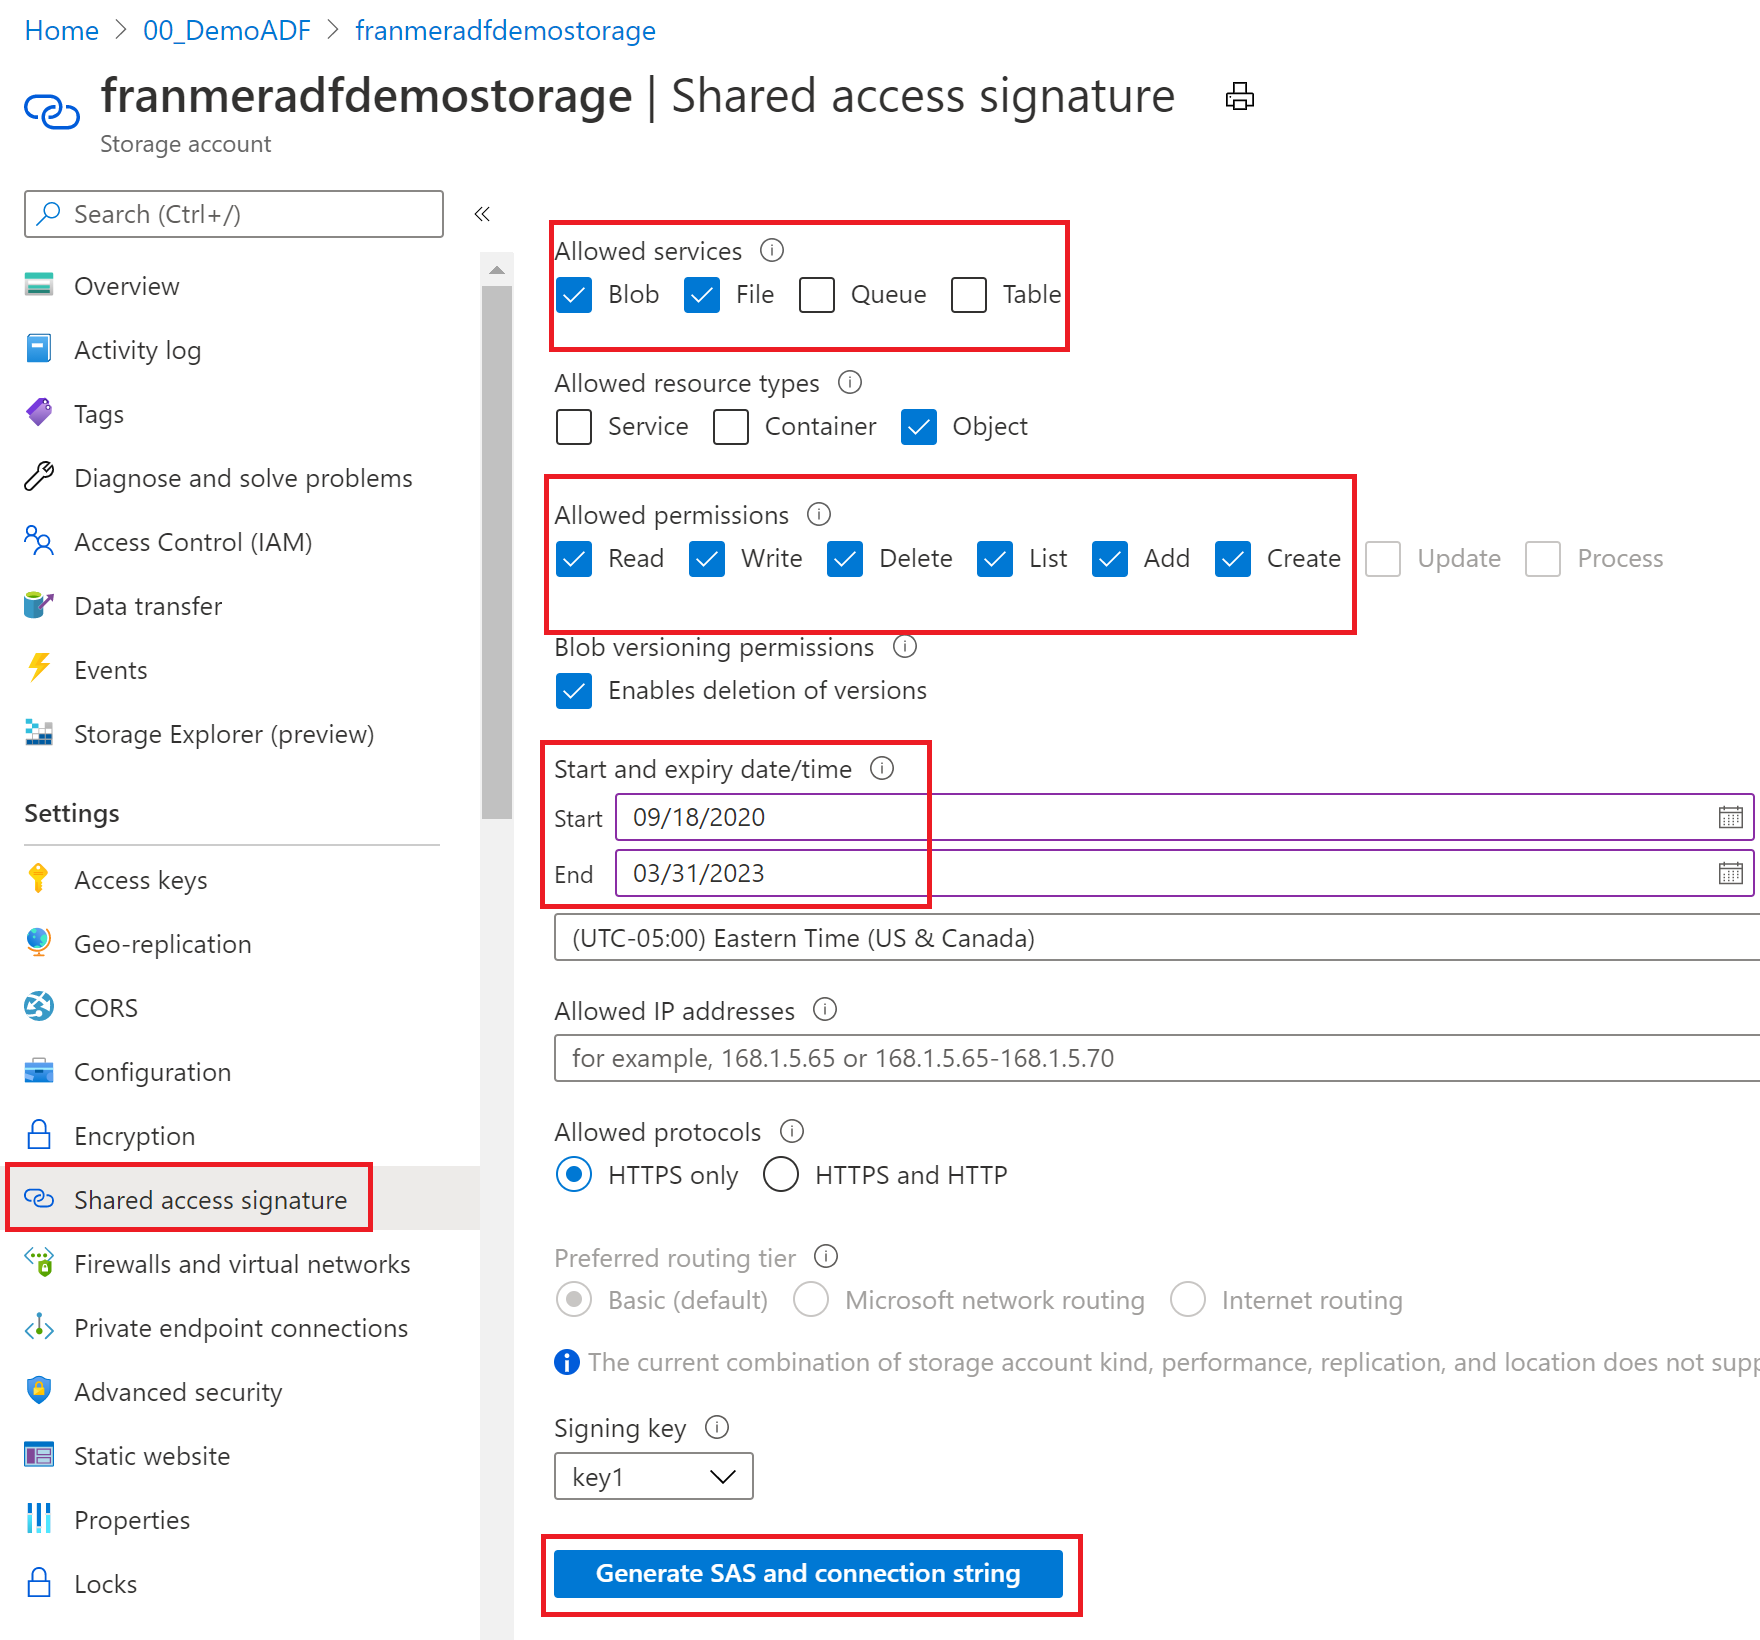 Home > 00_DemoADF > franmeradfdemostorage
franmeradfdemostorage | Shared access signature
Storage account
Search (Ctrl+/)
«
Overview
Activity log
Tags
Diagnose and solve problems
Access Control (IAM)
Data transfer
Events
Storage Explorer (preview)
Settings
Access keys
Geo-replication
CORS
Configuration
Encryption
Shared access signature
Firewalls and virtual networks
Private endpoint connections
Advanced security
Static website
Properties
Locks
Allowed services
Blob File Queue Table
Allowed resource types
Service Container Object
Allowed permissions
Read Write Delete List Add Create Update Process
Blob versioning permissions
Enables deletion of versions
Start and expiry date/time
Start 09/18/2020
End 03/31/2023
(UTC-05:00) Eastern Time (US & Canada)
Allowed IP addresses
for example, 168.1.5.65 or 168.1.5.65-168.1.5.70
Allowed protocols
HTTPS only HTTPS and HTTP
Preferred routing tier
Basic (default) Microsoft network routing Internet routing
The current combination of storage account kind, performance, replication, and location does not supp
Signing key
key1
Generate SAS and connection string